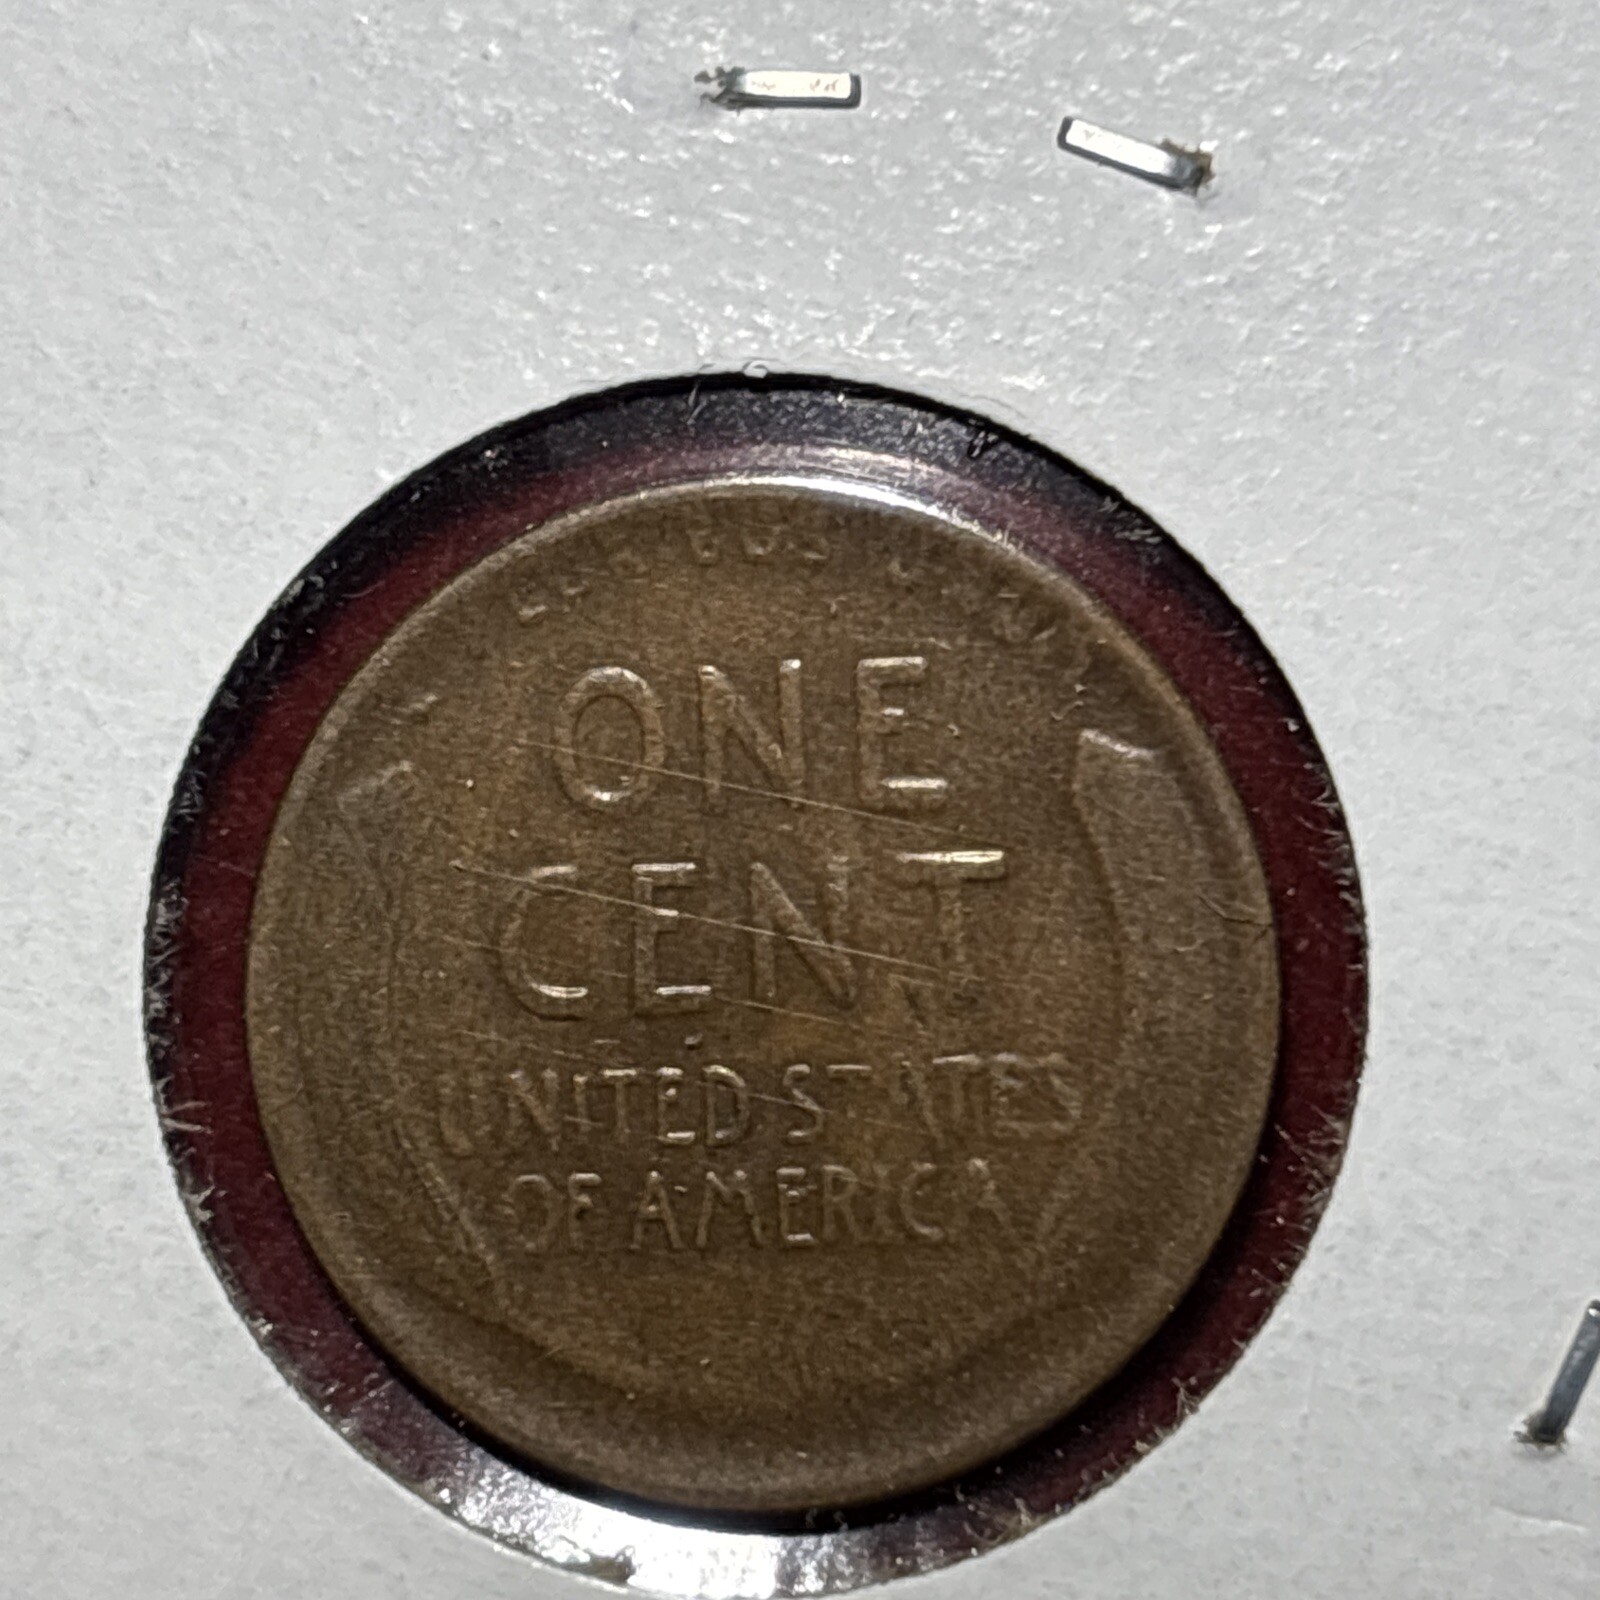 ONE
CENT
UNITED STATES
OF AMERICA